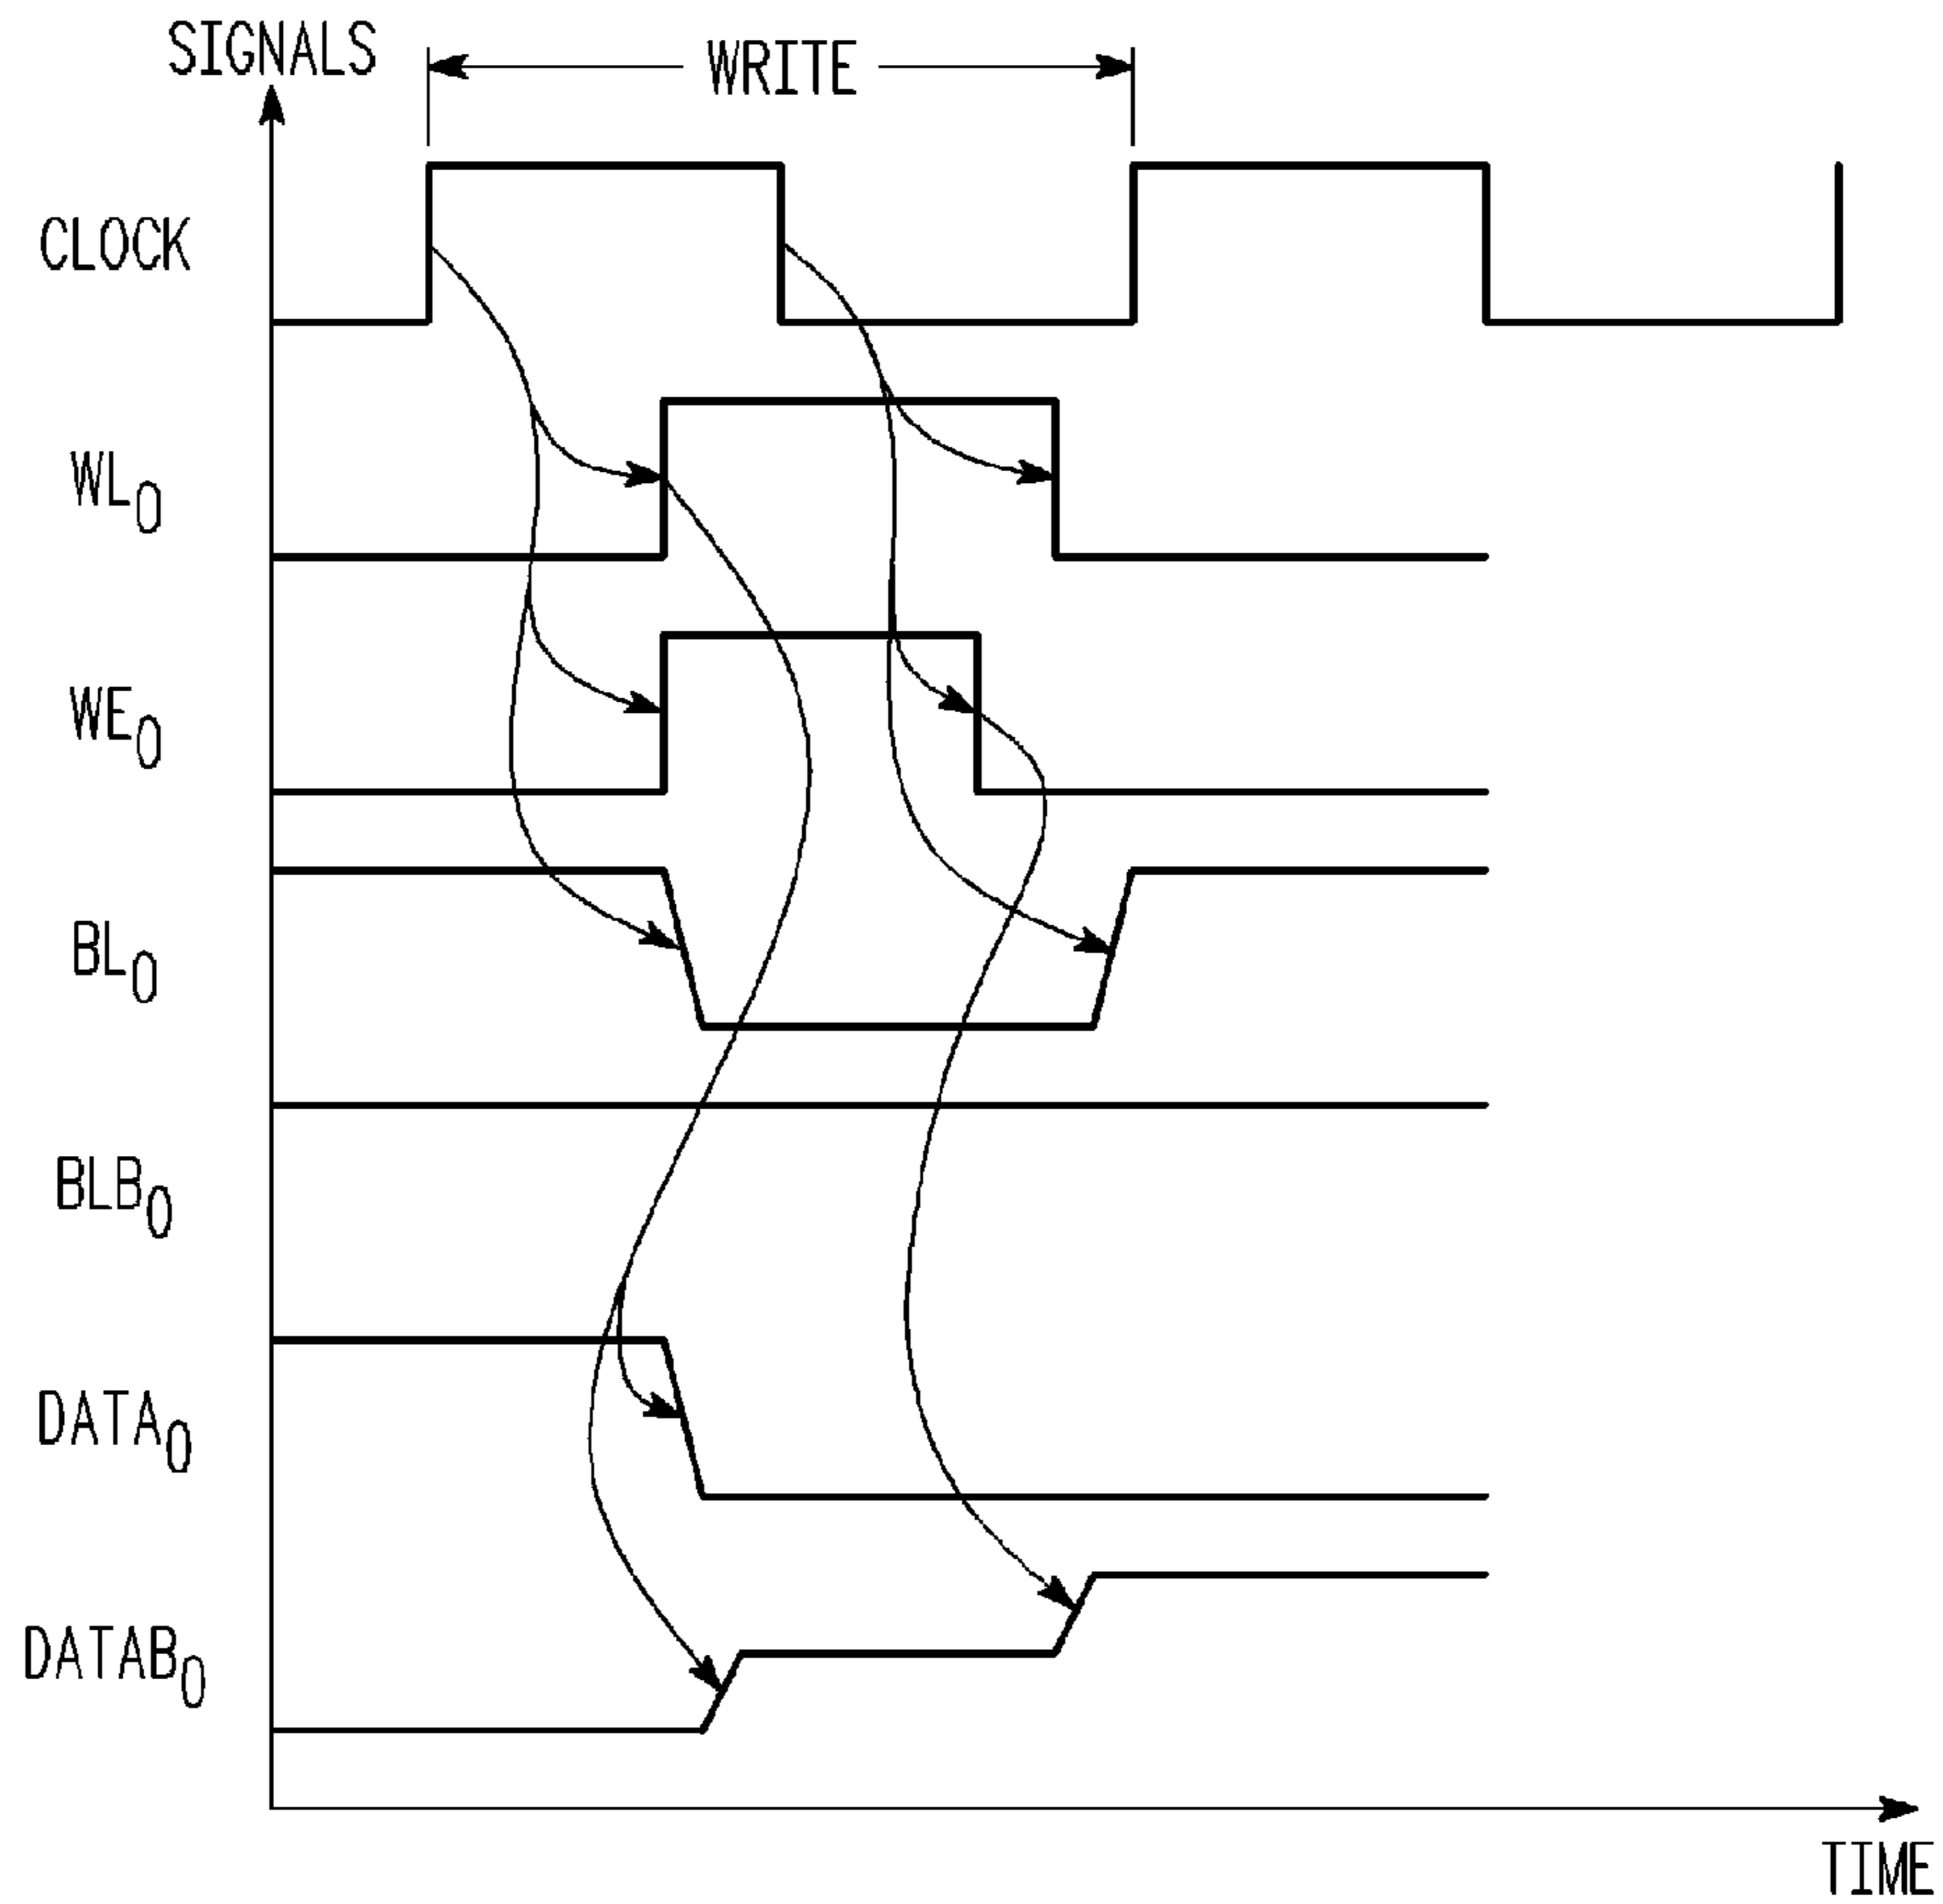 SIGNALS
WRITE
CLOCK
WL0
WE0
BL0
BLB0
DATA0
DATAB0
TIME